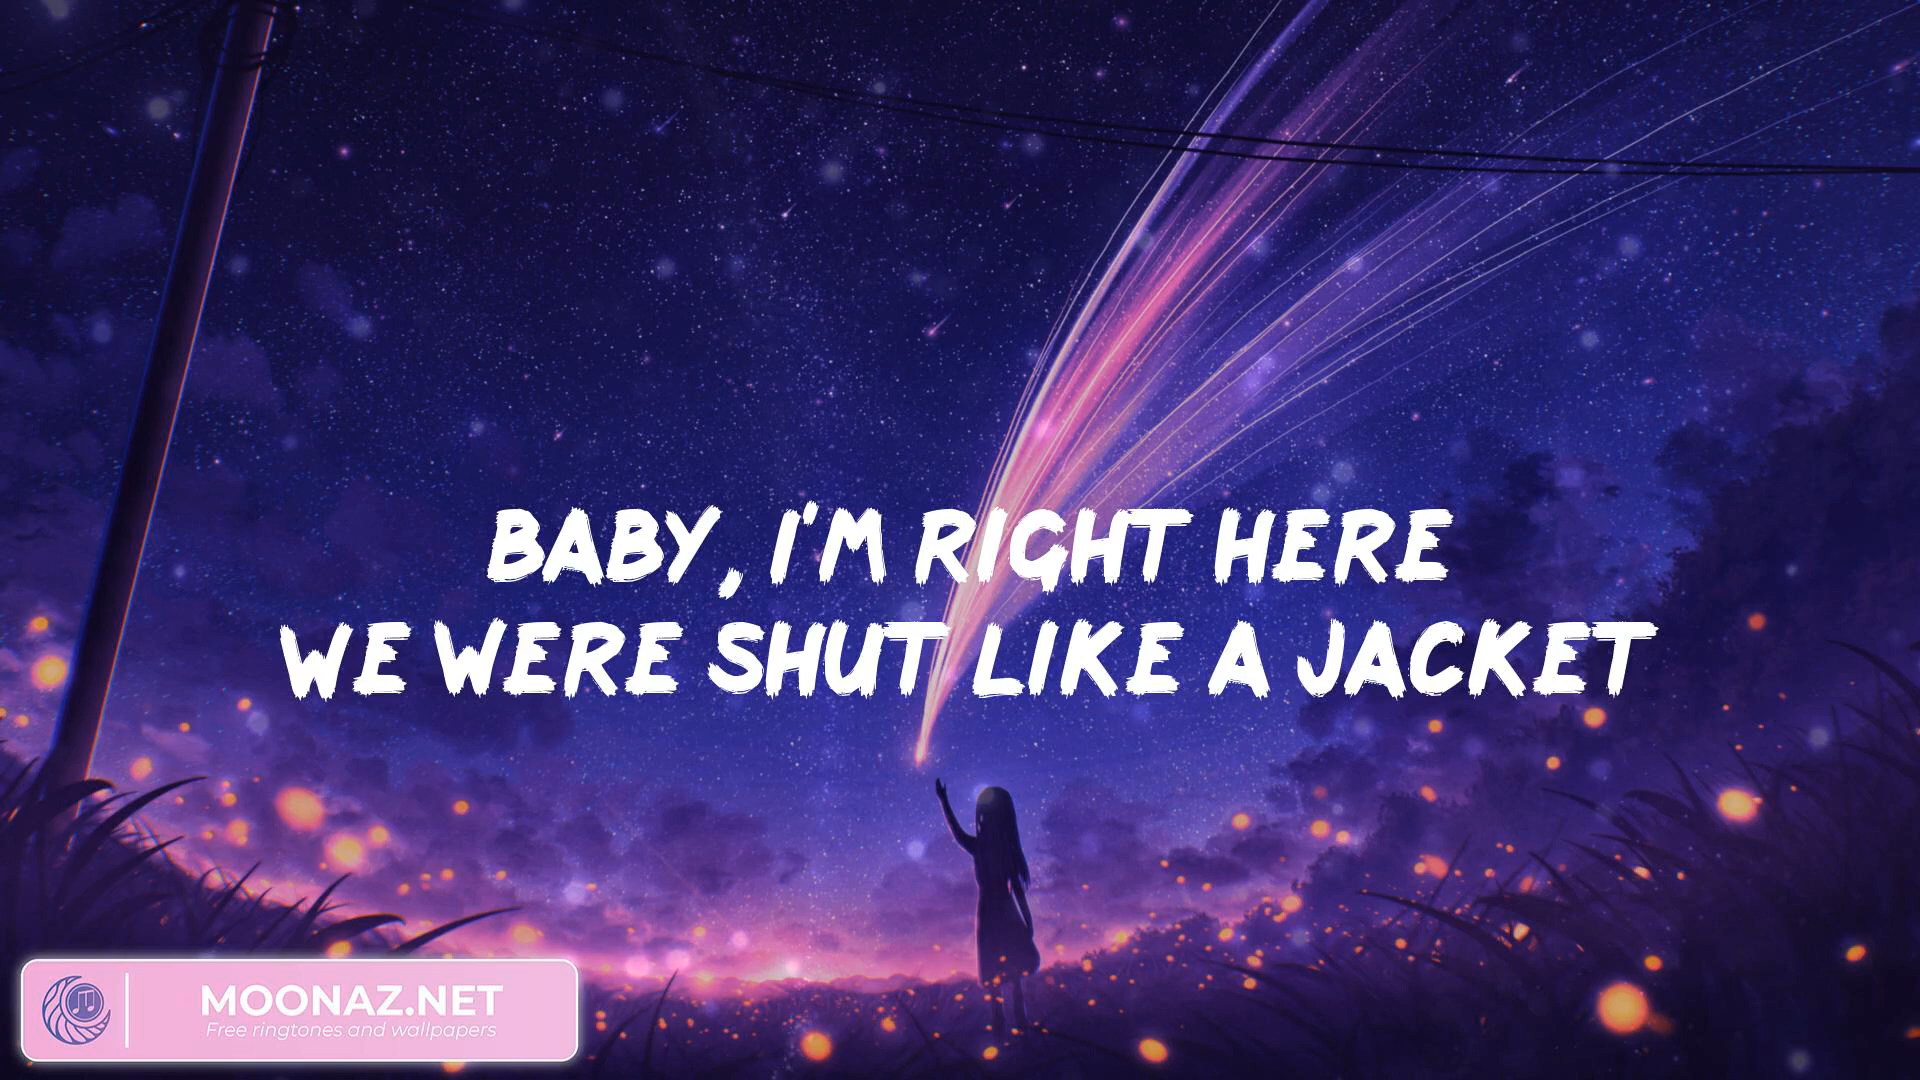 BABY, I'M RIGHT HERE
WE WERE SHUT LIKE A JACKET
MOONAZ.NET
Free ringtones and wallpapers